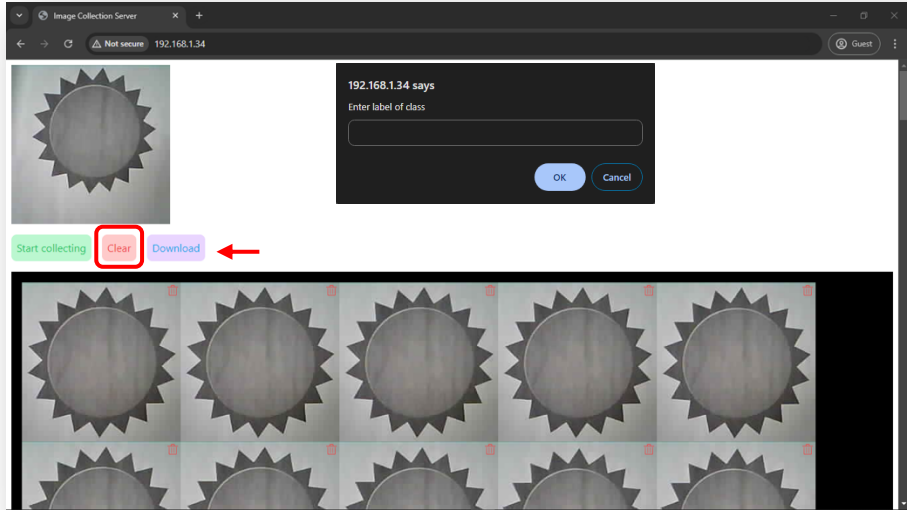 Image Collection Server
Not secure 192.168.1.34
Guest
192.168.1.34 says
Enter label of class
OK Cancel
Start collecting Clear Download